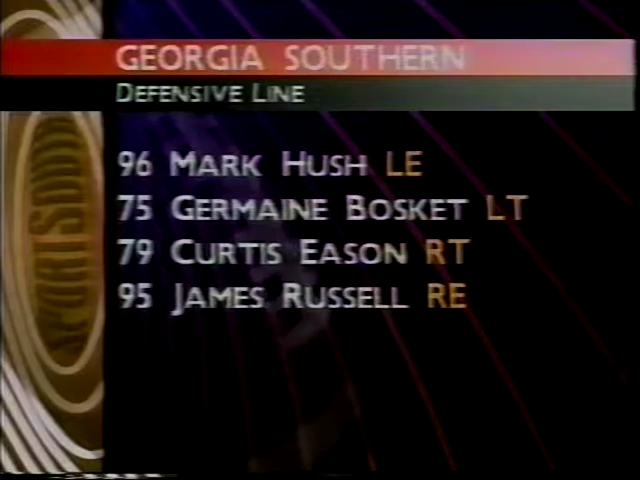 GEORGIA SOUTHERN
DEFENSIVE LINE
96 MARK HUSH LE
75 GERMAINE BOSKET LT
79 CURTIS EASON RT
95 JAMES RUSSELL RE